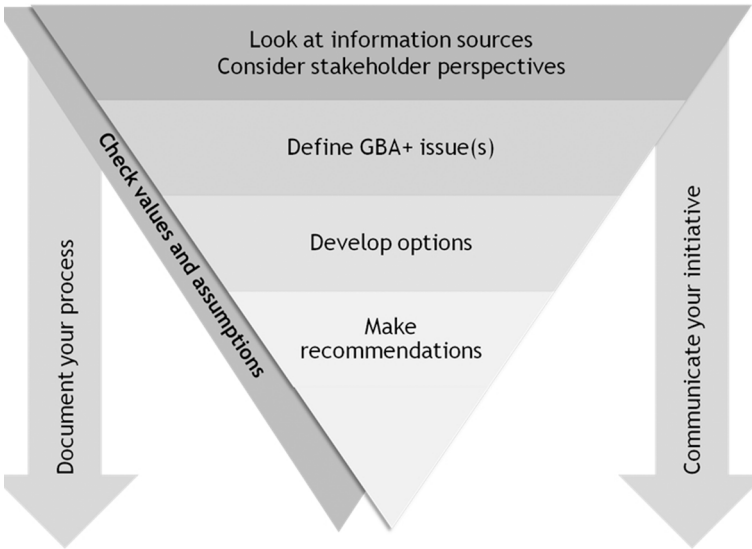 Look at information sources
Consider stakeholder perspectives
Define GBA+ issue(s)
Develop options
Make
recommendations
Check values and assumptions
Document your process
Communicate your initiative